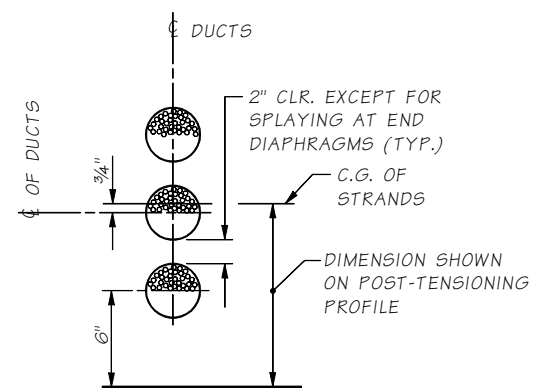 ℄ DUCTS
2" CLR. EXCEPT FOR
SPLAYING AT END
DIAPHRAGMS (TYP.)
℄ OF DUCTS
3/4"
C.G. OF
STRANDS
DIMENSION SHOWN
ON POST-TENSIONING
PROFILE
6"